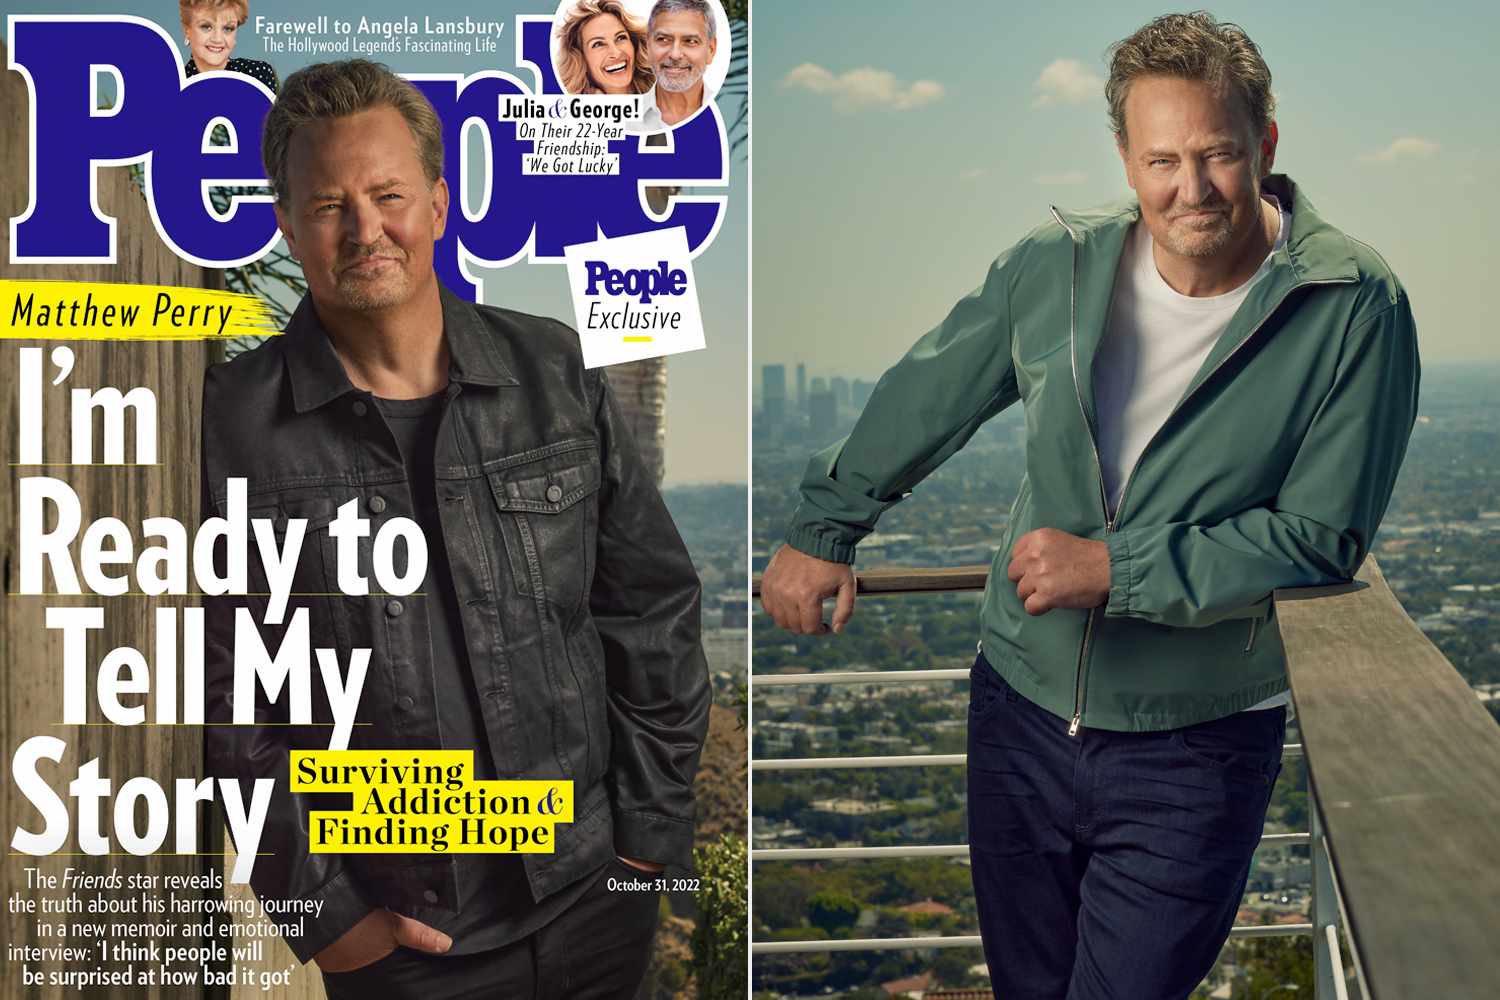 Farewell to Angela Lansbury
The Hollywood Legend's Fascinating Life
People
Julia & George!
On Their 22-Year
Friendship:
'We Got Lucky'
People
Exclusive
Matthew Perry
I'm
Ready to
Tell My
Story
Surviving
Addiction &
Finding Hope
The Friends star reveals
the truth about his harrowing journey
in a new memoir and emotional
interview: 'I think people will
be surprised at how bad it got'
October 31, 2022